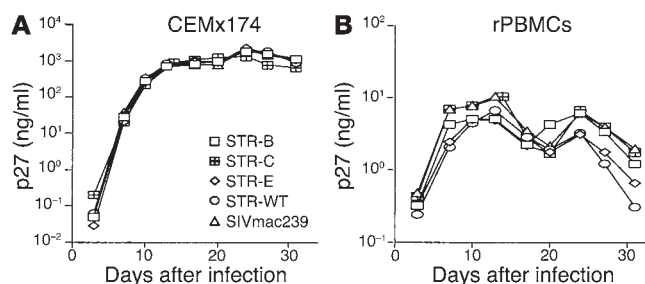 A CEMx174
p27 (ng/ml)
10⁴
10³
10²
10¹
10⁰
10⁻¹
10⁻²
STR-B
STR-C
STR-E
STR-WT
SIVmac239
0 10 20 30
Days after infection
B rPBMCs
p27 (ng/ml)
10²
10¹
10⁰
10⁻¹
0 10 20 30
Days after infection